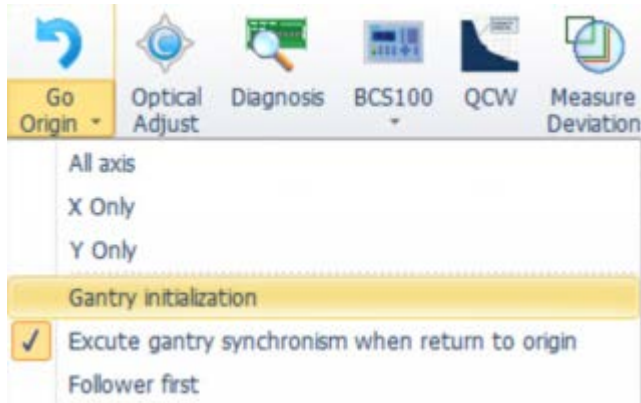 Go
Origin
Optical
Adjust
Diagnosis
BCS100
QCW
Measure
Deviation
All axis
X Only
Y Only
Gantry initialization
Excute gantry synchronism when return to origin
Follower first